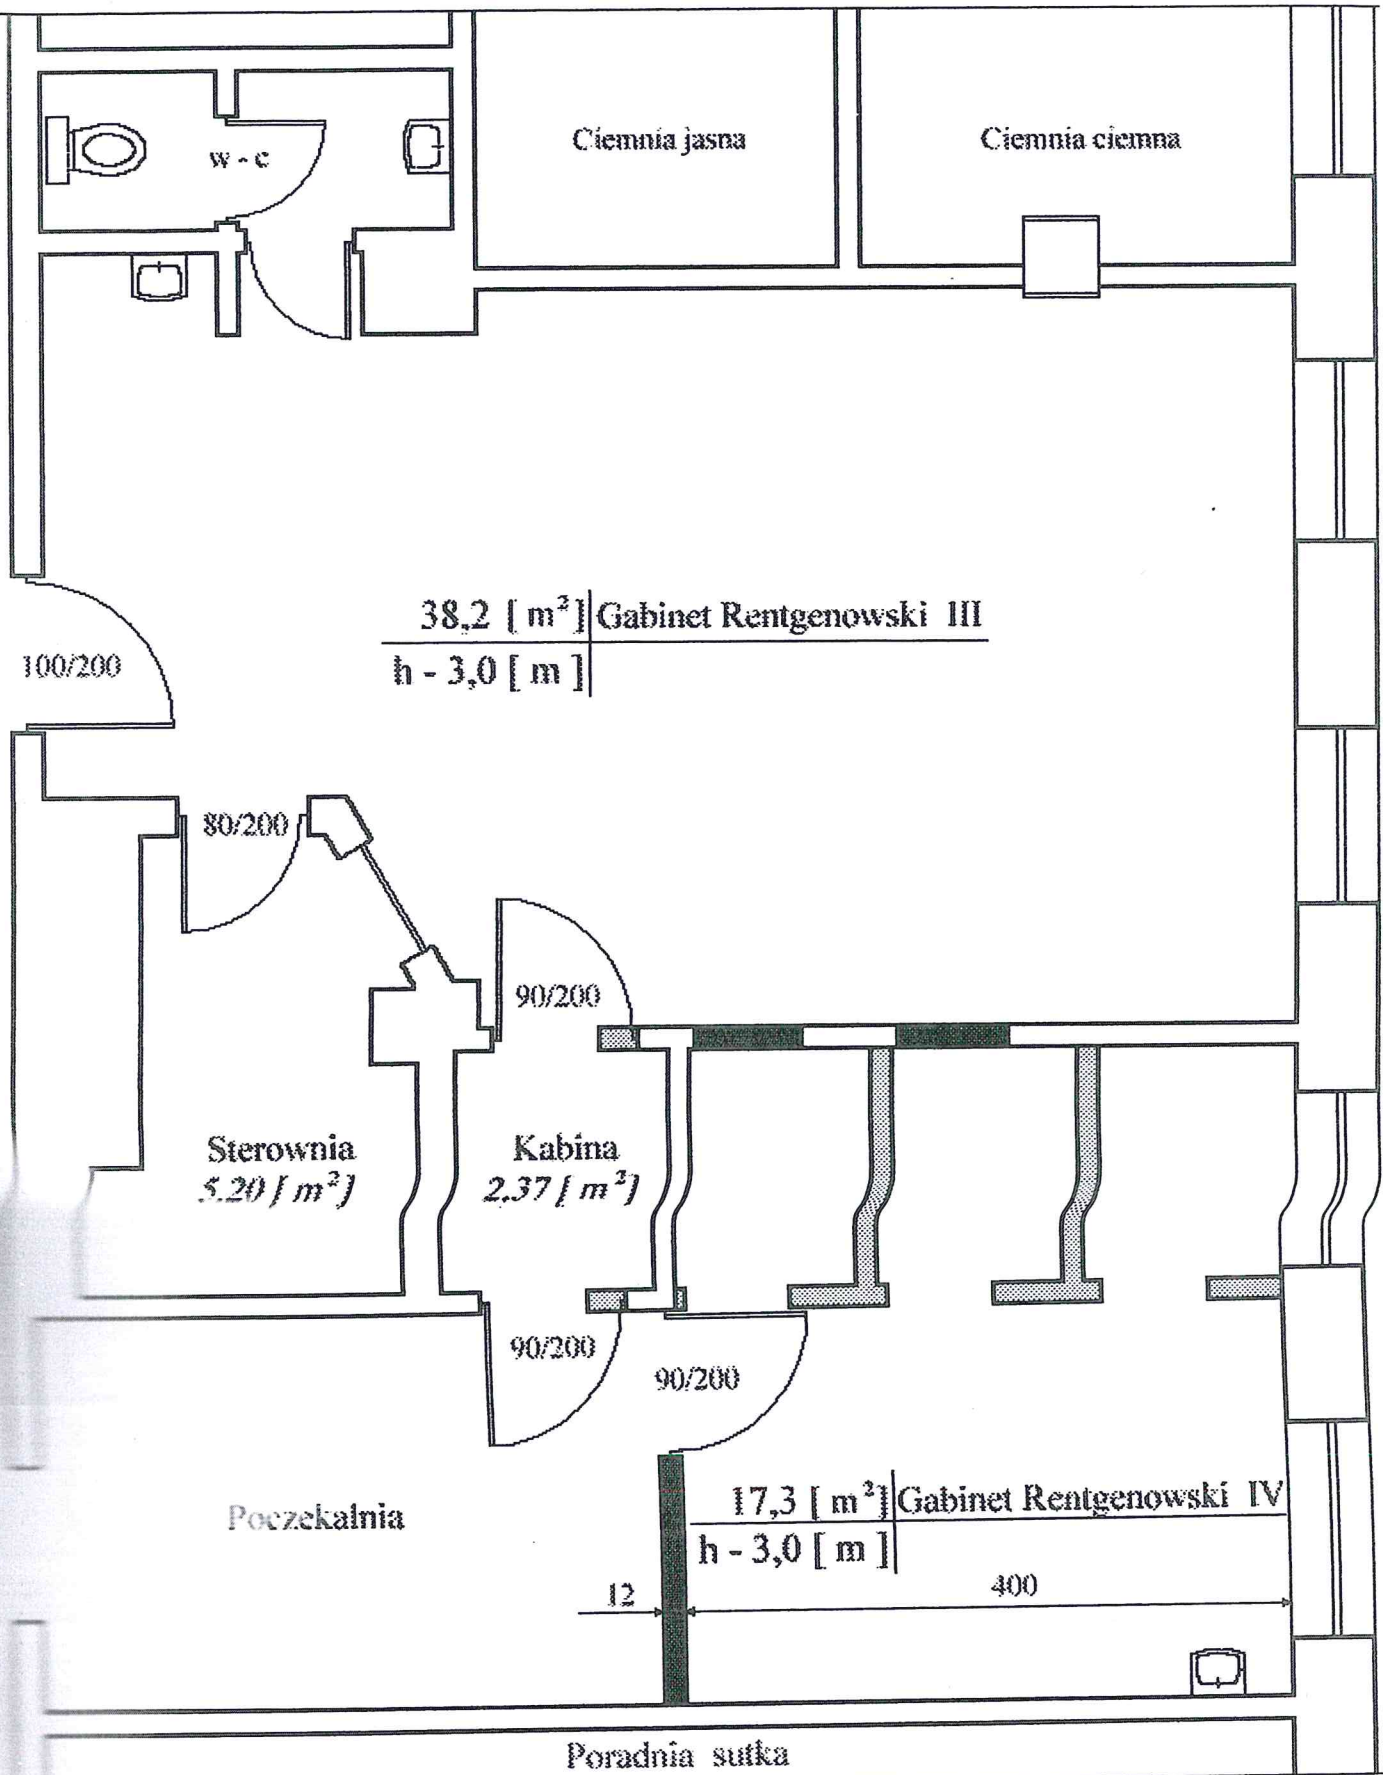 w - c
Ciemnia jasna
Ciemnia ciemna
38,2 [ m²] Gabinet Rentgenowski III
h - 3,0 [ m ]
100/200
80/200
90/200
Sterownia
5.20 [ m²]
Kabina
2,37 [ m²]
90/200
90/200
Poczekalnia
17,3 [ m²] Gabinet Rentgenowski IV
h - 3,0 [ m ]
12
400
Poradnia sutka